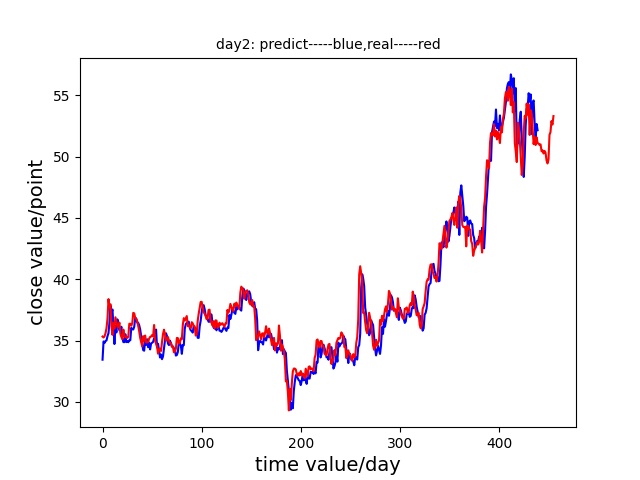 day2: predict-----blue,real-----red
55
50
45
40
35
30
close value/point
0 100 200 300 400
time value/day